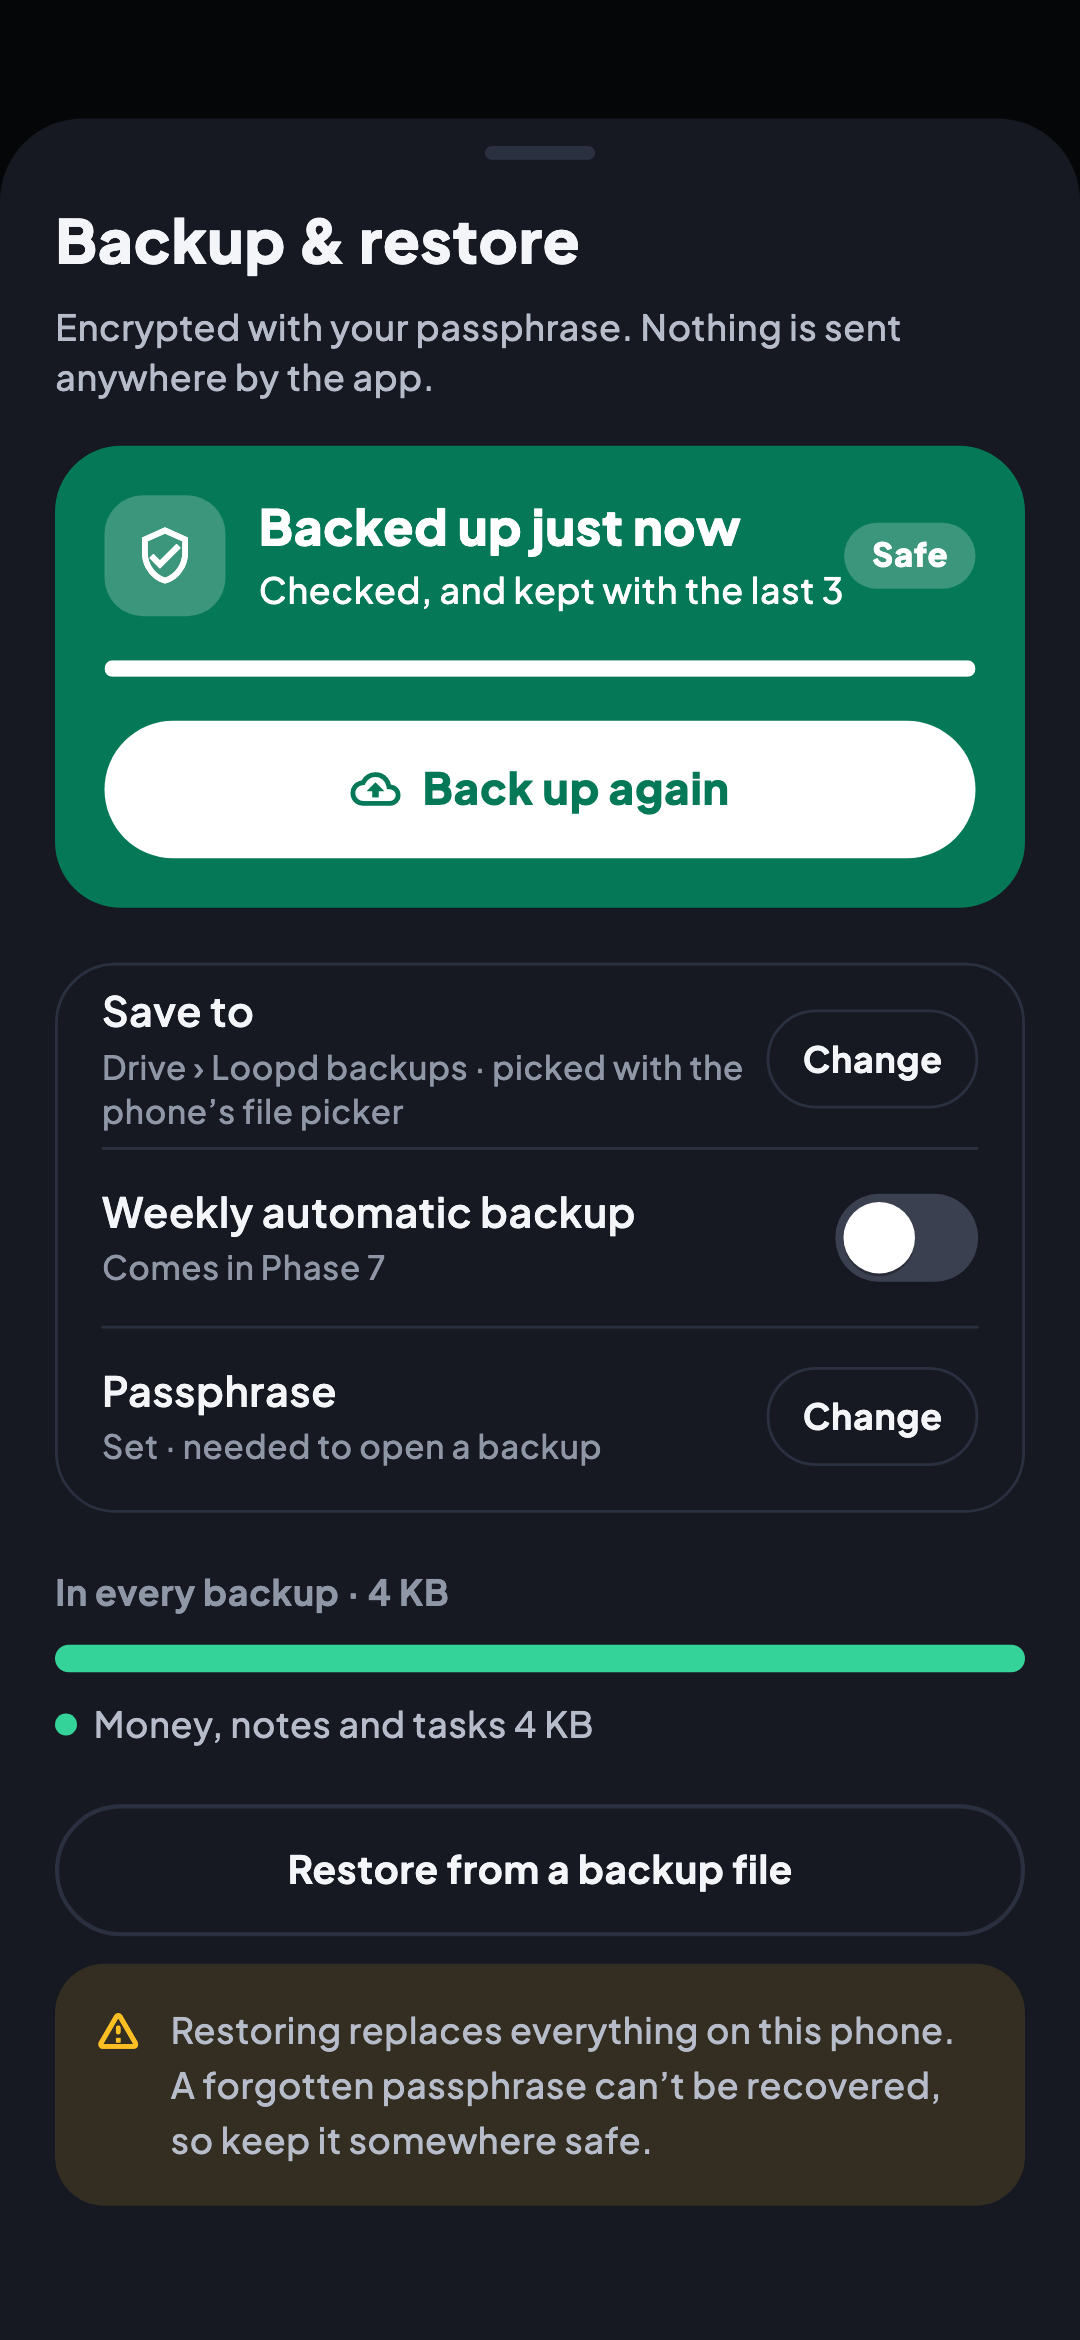 Backup & restore
Encrypted with your passphrase. Nothing is sent
anywhere by the app.
Backed up just now
Checked, and kept with the last 3
Safe
Back up again
Save to
Drive › Loopd backups · picked with the
phone’s file picker
Change
Weekly automatic backup
Comes in Phase 7
Passphrase
Set · needed to open a backup
Change
In every backup · 4 KB
Money, notes and tasks 4 KB
Restore from a backup file
Restoring replaces everything on this phone.
A forgotten passphrase can’t be recovered,
so keep it somewhere safe.